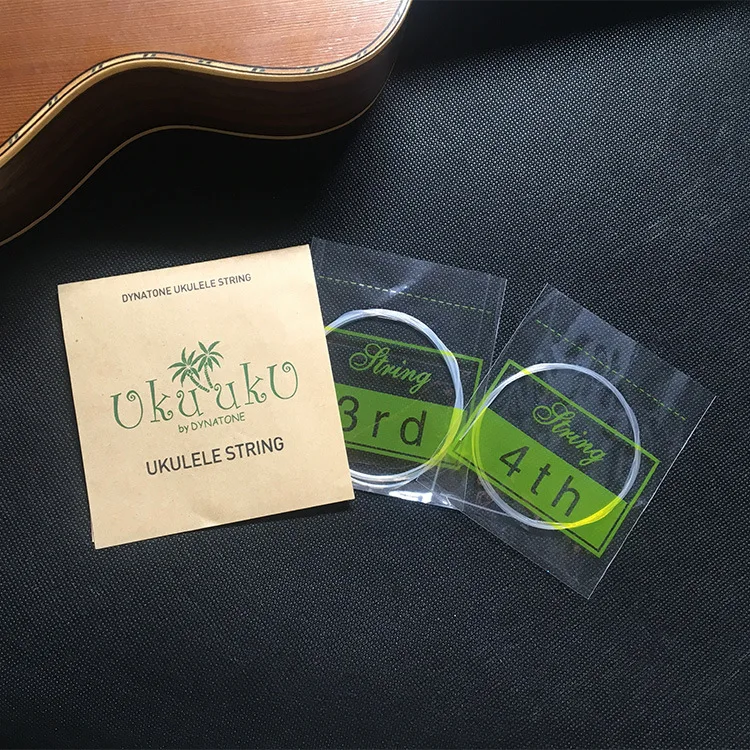 DYNATONE UKULELE STRING
UkuUkU
by DYNATONE
UKULELE STRING
String
3rd
String
4th